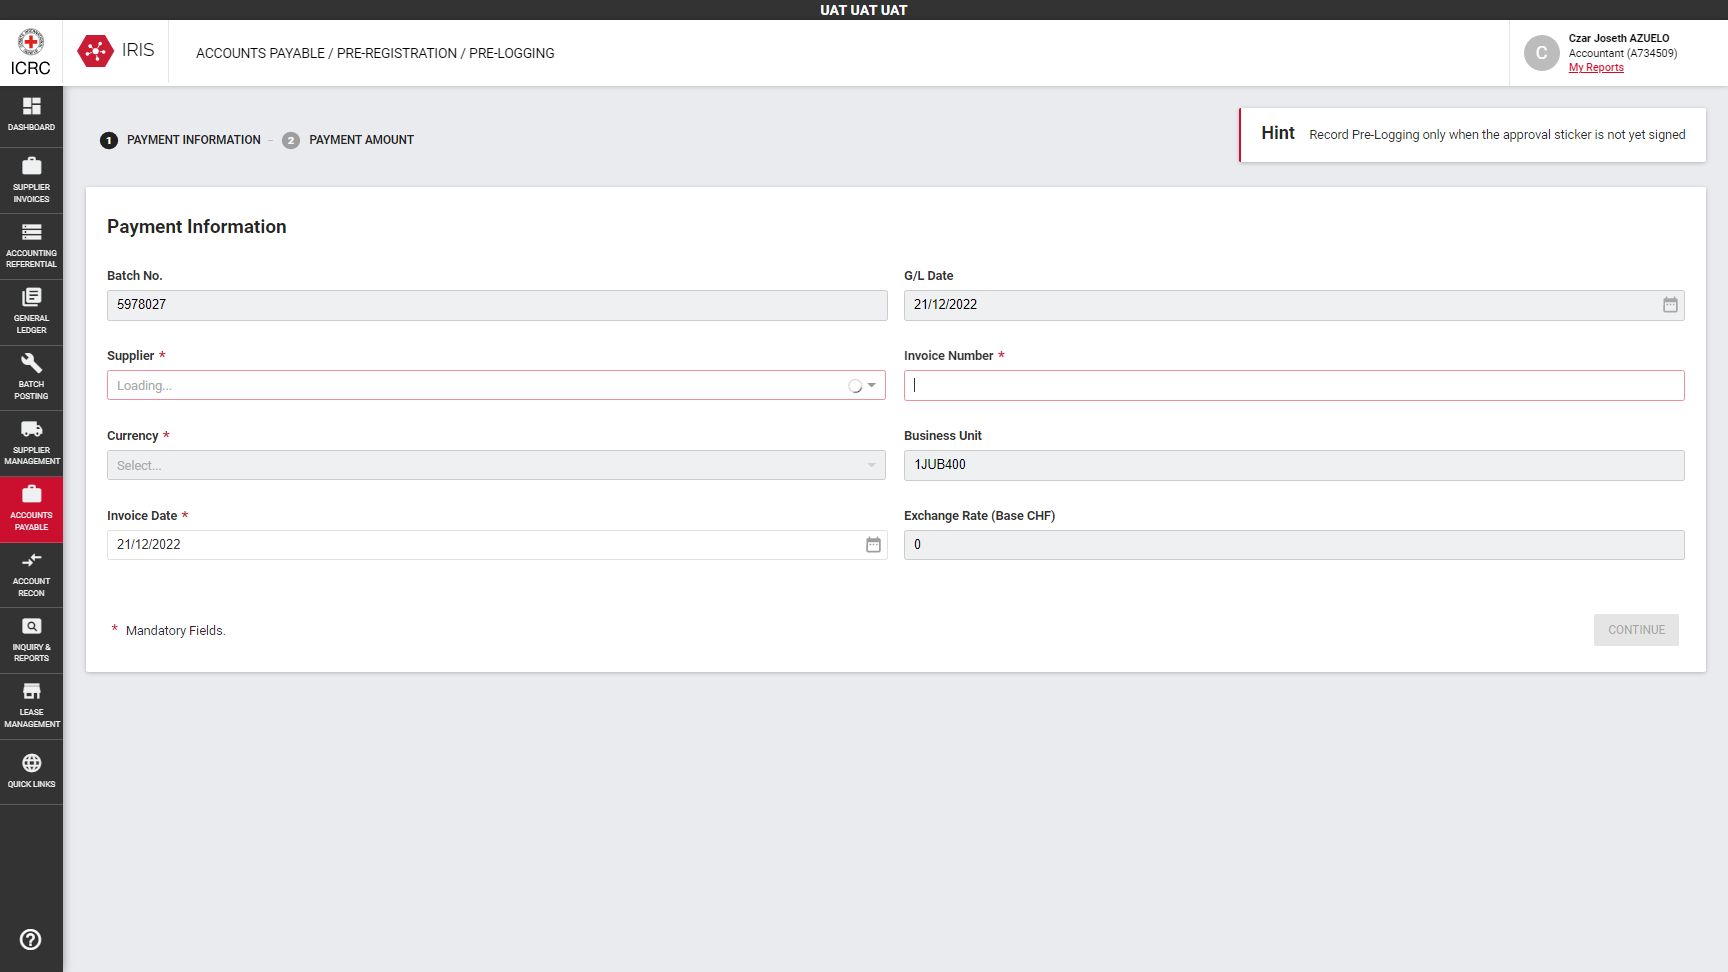 UAT UAT UAT
ICRC
IRIS
ACCOUNTS PAYABLE / PRE-REGISTRATION / PRE-LOGGING
C
Czar Joseth AZUELO
Accountant (A734509)
My Reports
DASHBOARD
SUPPLIER
INVOICES
ACCOUNTING
REFERENTIAL
GENERAL
LEDGER
BATCH
POSTING
SUPPLIER
MANAGEMENT
ACCOUNTS
PAYABLE
ACCOUNT
RECON
INQUIRY &
REPORTS
LEASE
MANAGEMENT
QUICK LINKS
1 PAYMENT INFORMATION - 2 PAYMENT AMOUNT
Hint Record Pre-Logging only when the approval sticker is not yet signed
Payment Information
Batch No.
5978027
G/L Date
21/12/2022
Supplier *
Loading...
Invoice Number *
Currency *
Select...
Business Unit
1JUB400
Invoice Date *
21/12/2022
Exchange Rate (Base CHF)
0
* Mandatory Fields.
CONTINUE